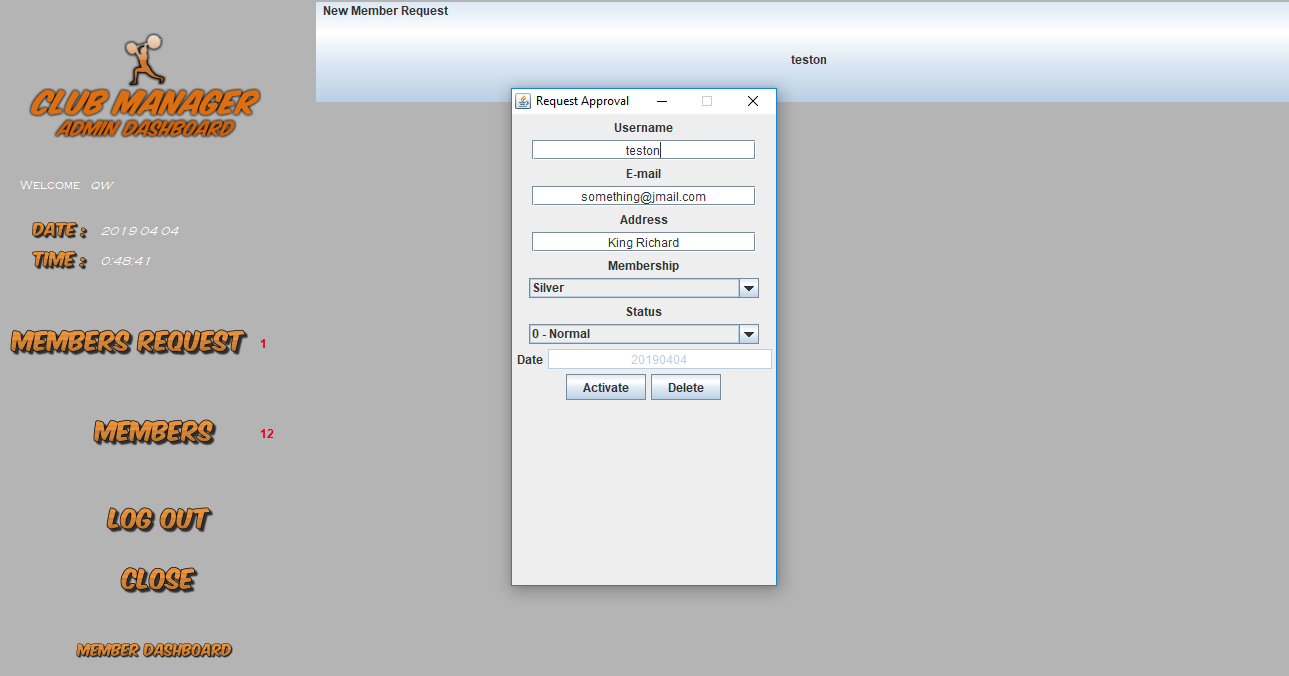 CLUB MANAGER
ADMIN DASHBOARD
Welcome QW
DATE : 2019 04 04
TIME : 0:48:41
MEMBERS REQUEST 1
MEMBERS 12
LOG OUT
CLOSE
MEMBER DASHBOARD
New Member Request
teston
Request Approval
Username
teston
E-mail
something@jmail.com
Address
King Richard
Membership
Silver
Status
0 - Normal
Date 20190404
Activate Delete